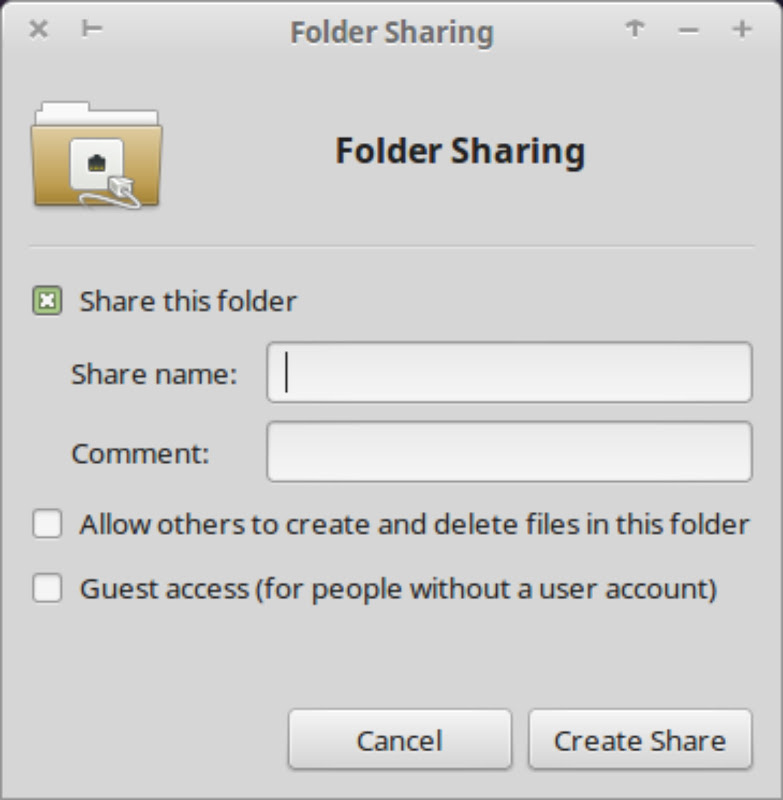 Folder Sharing
Folder Sharing
Share this folder
Share name:
Comment:
Allow others to create and delete files in this folder
Guest access (for people without a user account)
Cancel Create Share